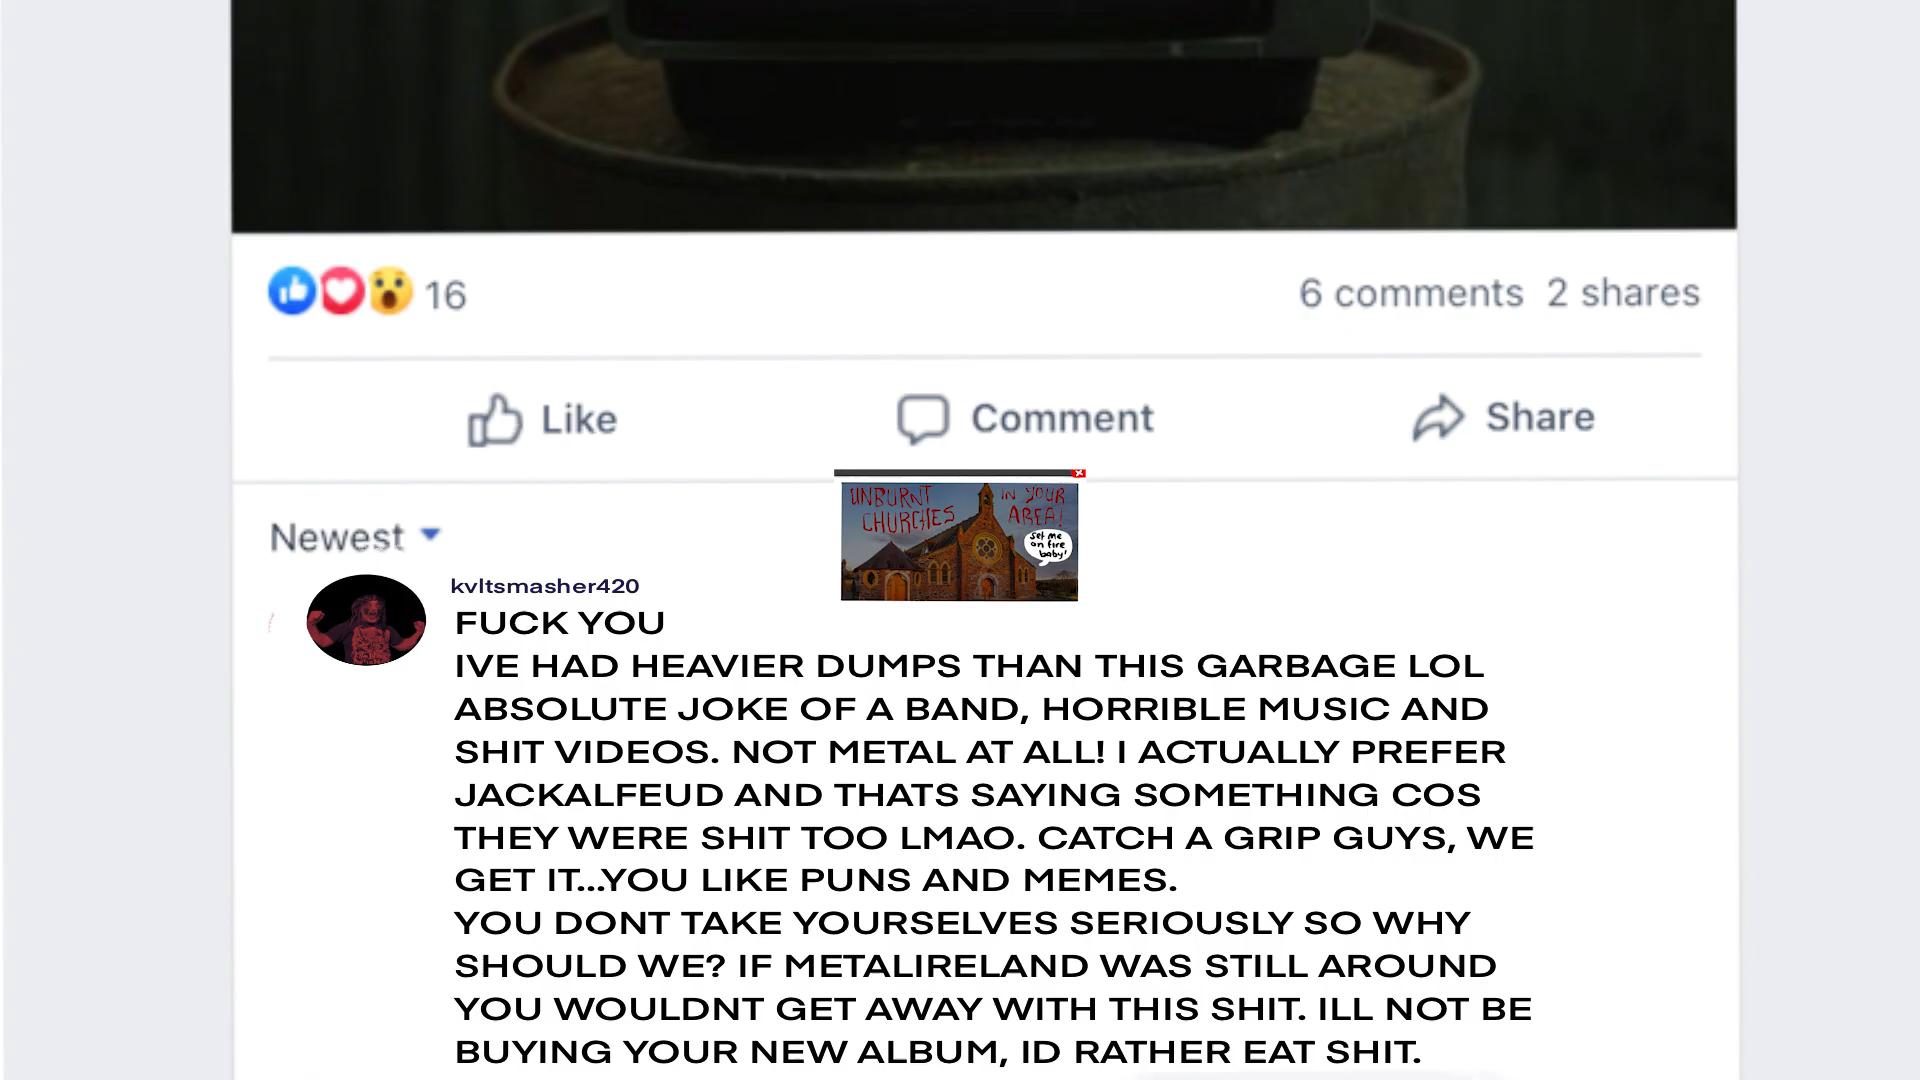 16
6 comments 2 shares
Like
Comment
Share
UNBURNT IN YOUR
CHURCHES AREA!
set me
on fire
baby!
Newest
kvltsmasher420
FUCK YOU
IVE HAD HEAVIER DUMPS THAN THIS GARBAGE LOL
ABSOLUTE JOKE OF A BAND, HORRIBLE MUSIC AND
SHIT VIDEOS. NOT METAL AT ALL! I ACTUALLY PREFER
JACKALFEUD AND THATS SAYING SOMETHING COS
THEY WERE SHIT TOO LMAO. CATCH A GRIP GUYS, WE
GET IT...YOU LIKE PUNS AND MEMES.
YOU DONT TAKE YOURSELVES SERIOUSLY SO WHY
SHOULD WE? IF METALIRELAND WAS STILL AROUND
YOU WOULDNT GET AWAY WITH THIS SHIT. ILL NOT BE
BUYING YOUR NEW ALBUM, ID RATHER EAT SHIT.